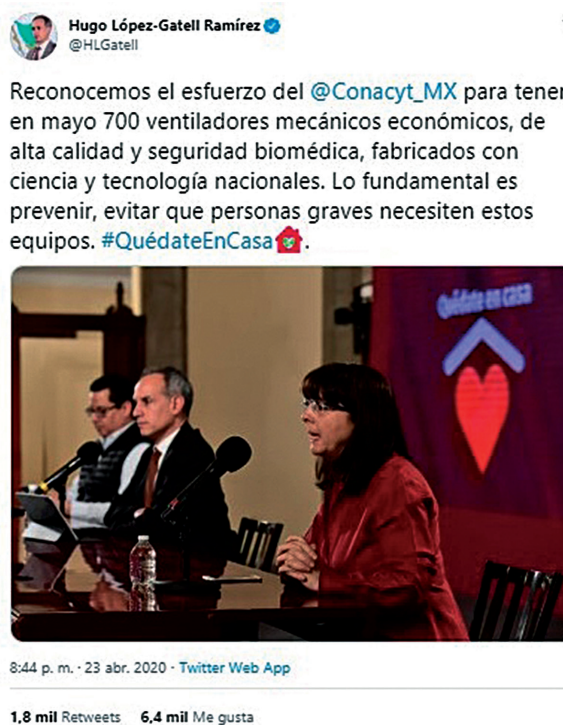 Hugo López-Gatell Ramírez
@HLGatell
Reconocemos el esfuerzo del @Conacyt_MX para tener
en mayo 700 ventiladores mecánicos económicos, de
alta calidad y seguridad biomédica, fabricados con
ciencia y tecnología nacionales. Lo fundamental es
prevenir, evitar que personas graves necesiten estos
equipos. #QuédateEnCasa.
Quédate en casa
8:44 p. m. · 23 abr. 2020 · Twitter Web App
1,8 mil Retweets 6,4 mil Me gusta